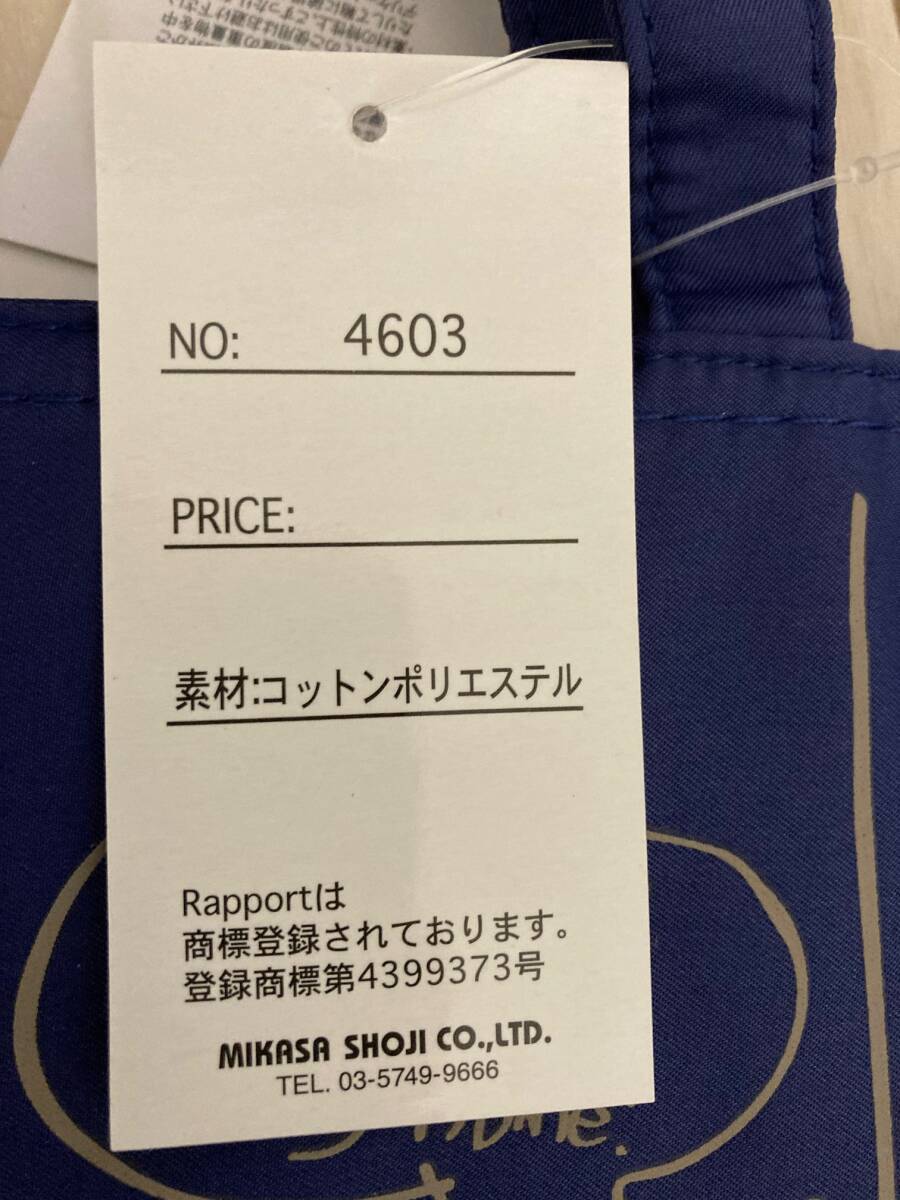 NO: 4603
PRICE:
素材:コットンポリエステル
Rapportは
商標登録されております。
登録商標第4399373号
MIKASA SHOJI CO.,LTD.
TEL. 03-5749-9666